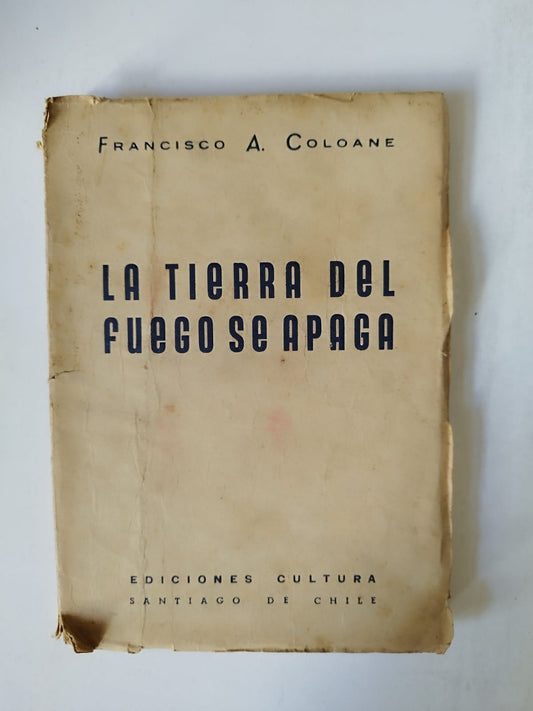 FRANCISCO A. COLOANE
LA TIERRA DEL
FUEGO SE APAGA
EDICIONES CULTURA
SANTIAGO DE CHILE